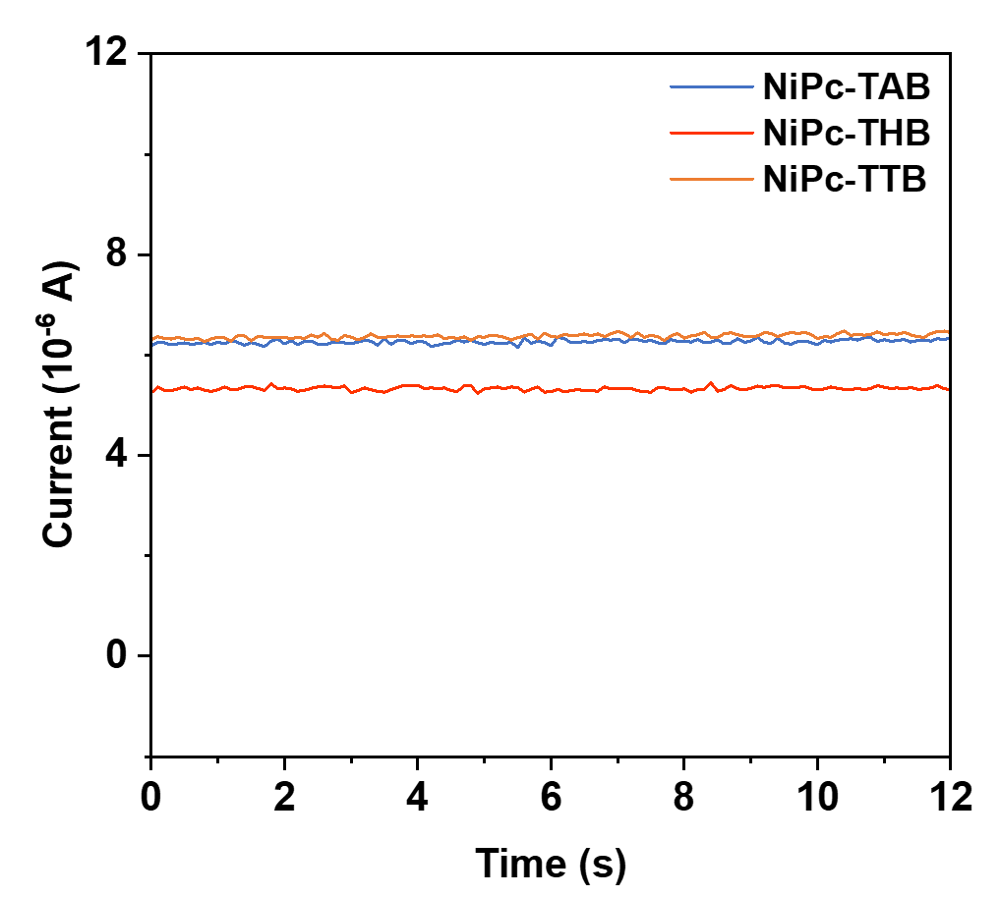 NiPc-TAB
NiPc-THB
NiPc-TTB
12
8
4
0
Current (10⁻⁶ A)
0 2 4 6 8 10 12
Time (s)